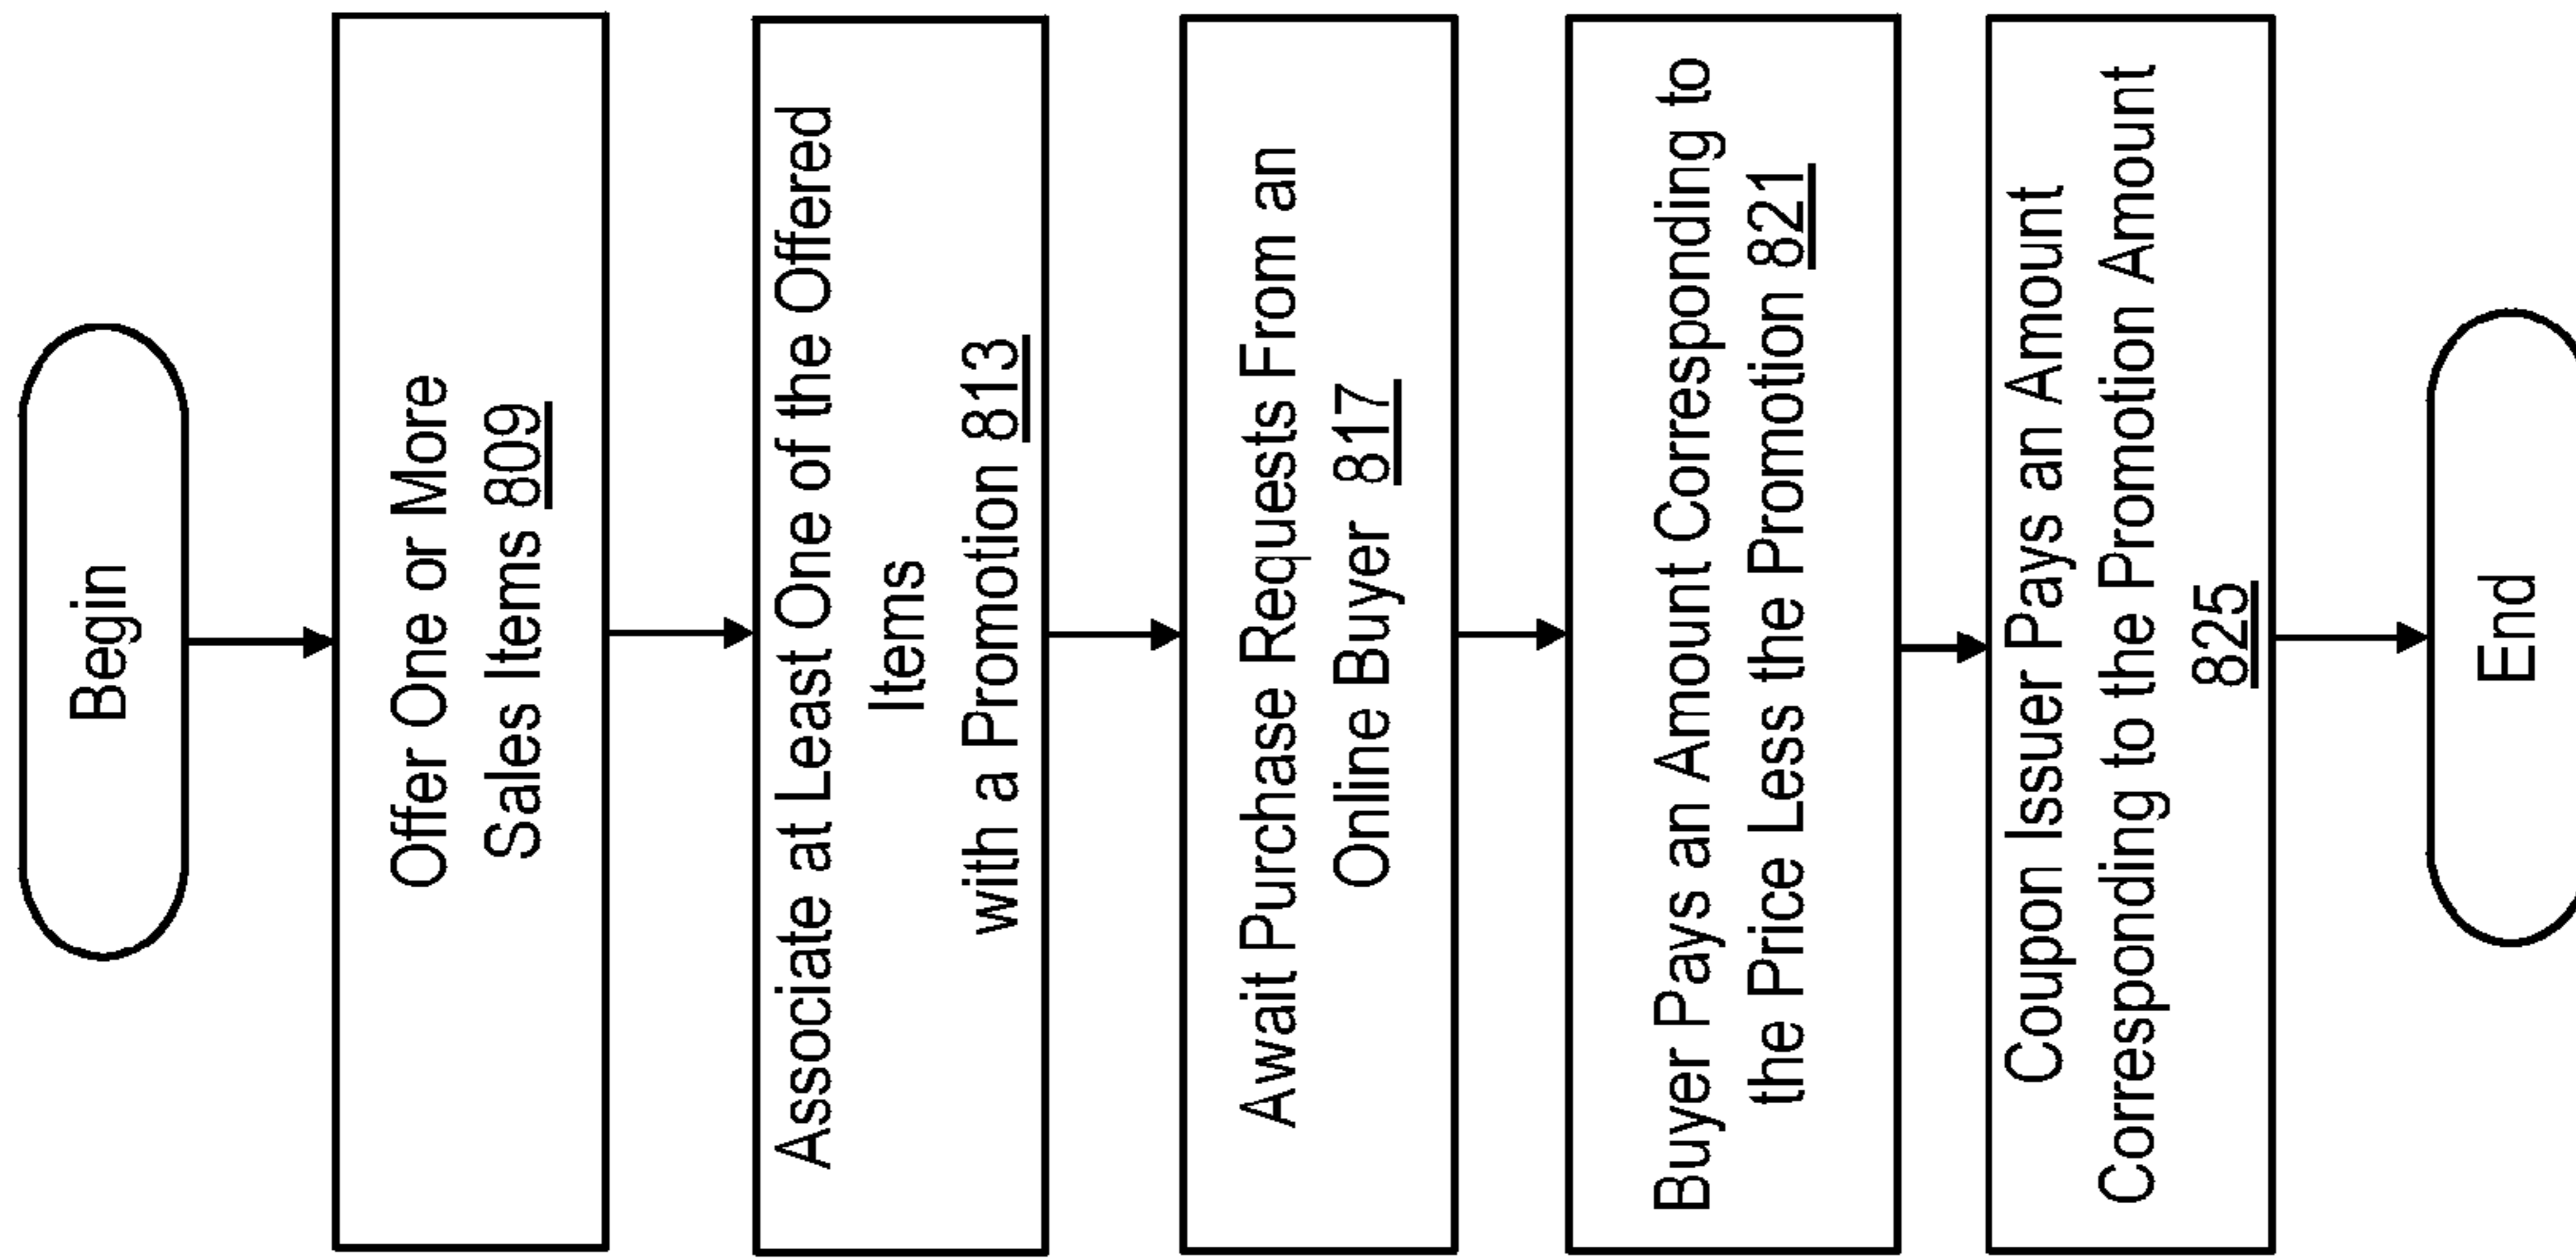 Begin
Offer One or More
Sales Items 809
Associate at Least One of the Offered
Items
with a Promotion 813
Await Purchase Requests From an
Online Buyer 817
Buyer Pays an Amount Corresponding to
the Price Less the Promotion 821
Coupon Issuer Pays an Amount
Corresponding to the Promotion Amount
825
End